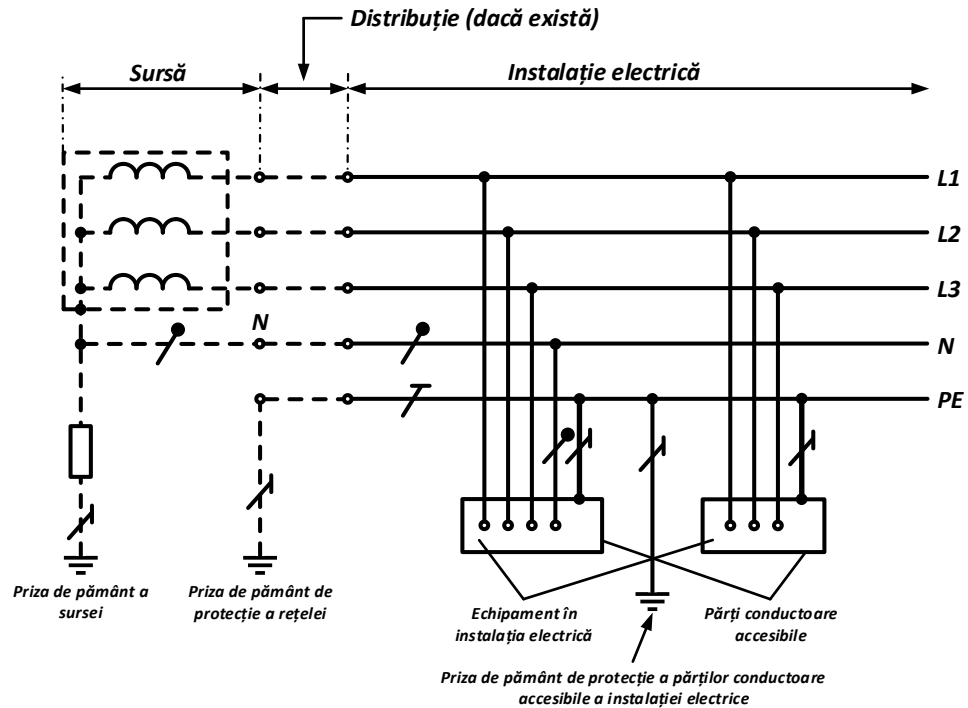 Distribuție (dacă există)
Sursă
Instalație electrică
L1
L2
L3
N
N
PE
Priza de pământ a
sursei
Priza de pământ de
protecție a rețelei
Echipament în
instalația electrică
Părți conductoare
accesibile
Priza de pământ de protecție a părților conductoare
accesibile a instalației electrice